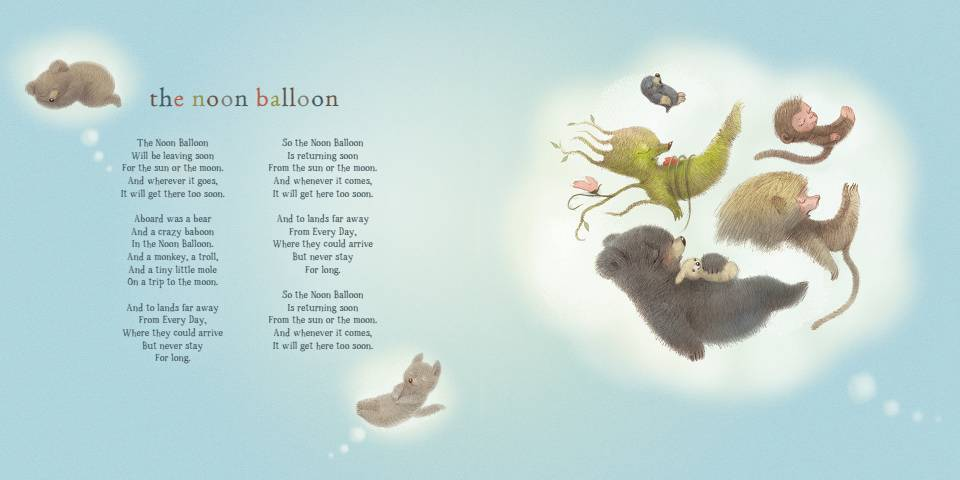 the noon balloon
The Noon Balloon
Will be leaving soon
For the sun or the moon.
And wherever it goes,
It will get there too soon.
Aboard was a bear
And a crazy baboon
In the Noon Balloon.
And a monkey, a troll,
And a tiny little mole
On a trip to the moon.
And to lands far away
From Every Day,
Where they could arrive
But never stay
For long.
So the Noon Balloon
Is returning soon
From the sun or the moon.
And whenever it comes,
It will get here too soon.
And to lands far away
From Every Day,
Where they could arrive
But never stay
For long.
So the Noon Balloon
Is returning soon
From the sun or the moon.
And whenever it comes,
It will get here too soon.